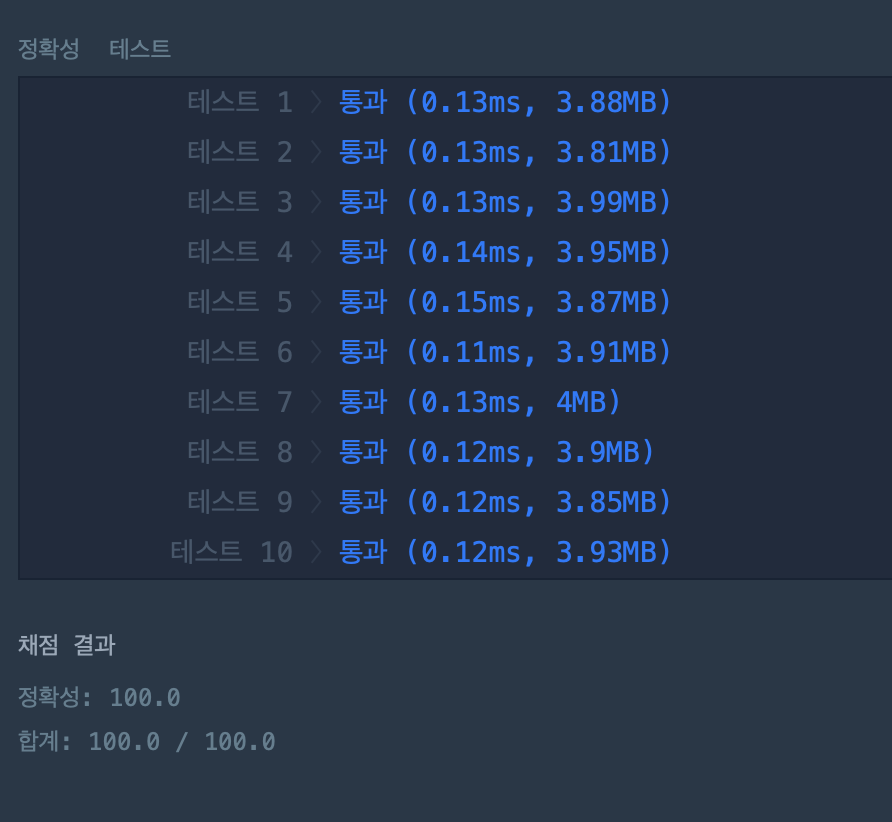 정확성 테스트
테스트 1 〉 통과 (0.13ms, 3.88MB)
테스트 2 〉 통과 (0.13ms, 3.81MB)
테스트 3 〉 통과 (0.13ms, 3.99MB)
테스트 4 〉 통과 (0.14ms, 3.95MB)
테스트 5 〉 통과 (0.15ms, 3.87MB)
테스트 6 〉 통과 (0.11ms, 3.91MB)
테스트 7 〉 통과 (0.13ms, 4MB)
테스트 8 〉 통과 (0.12ms, 3.9MB)
테스트 9 〉 통과 (0.12ms, 3.85MB)
테스트 10 〉 통과 (0.12ms, 3.93MB)
채점 결과
정확성: 100.0
합계: 100.0 / 100.0